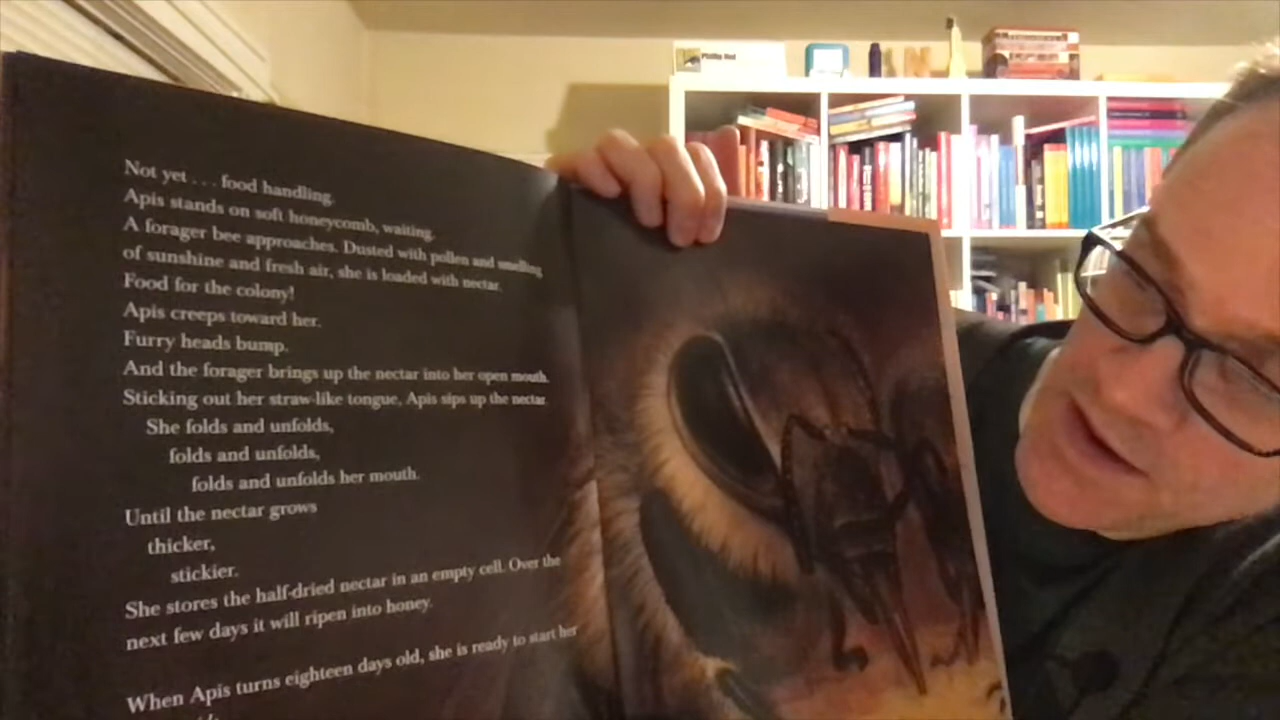 Not yet . . . food handling.
Apis stands on soft honeycomb, waiting.
A forager bee approaches. Dusted with pollen and smelling
of sunshine and fresh air, she is loaded with nectar.
Food for the colony!
Apis creeps toward her.
Furry heads bump.
And the forager brings up the nectar into her open mouth.
Sticking out her straw-like tongue, Apis sips up the nectar.
She folds and unfolds,
folds and unfolds,
folds and unfolds her mouth.
Until the nectar grows
thicker,
stickier.
She stores the half-dried nectar in an empty cell. Over the
next few days it will ripen into honey.
When Apis turns eighteen days old, she is ready to start her